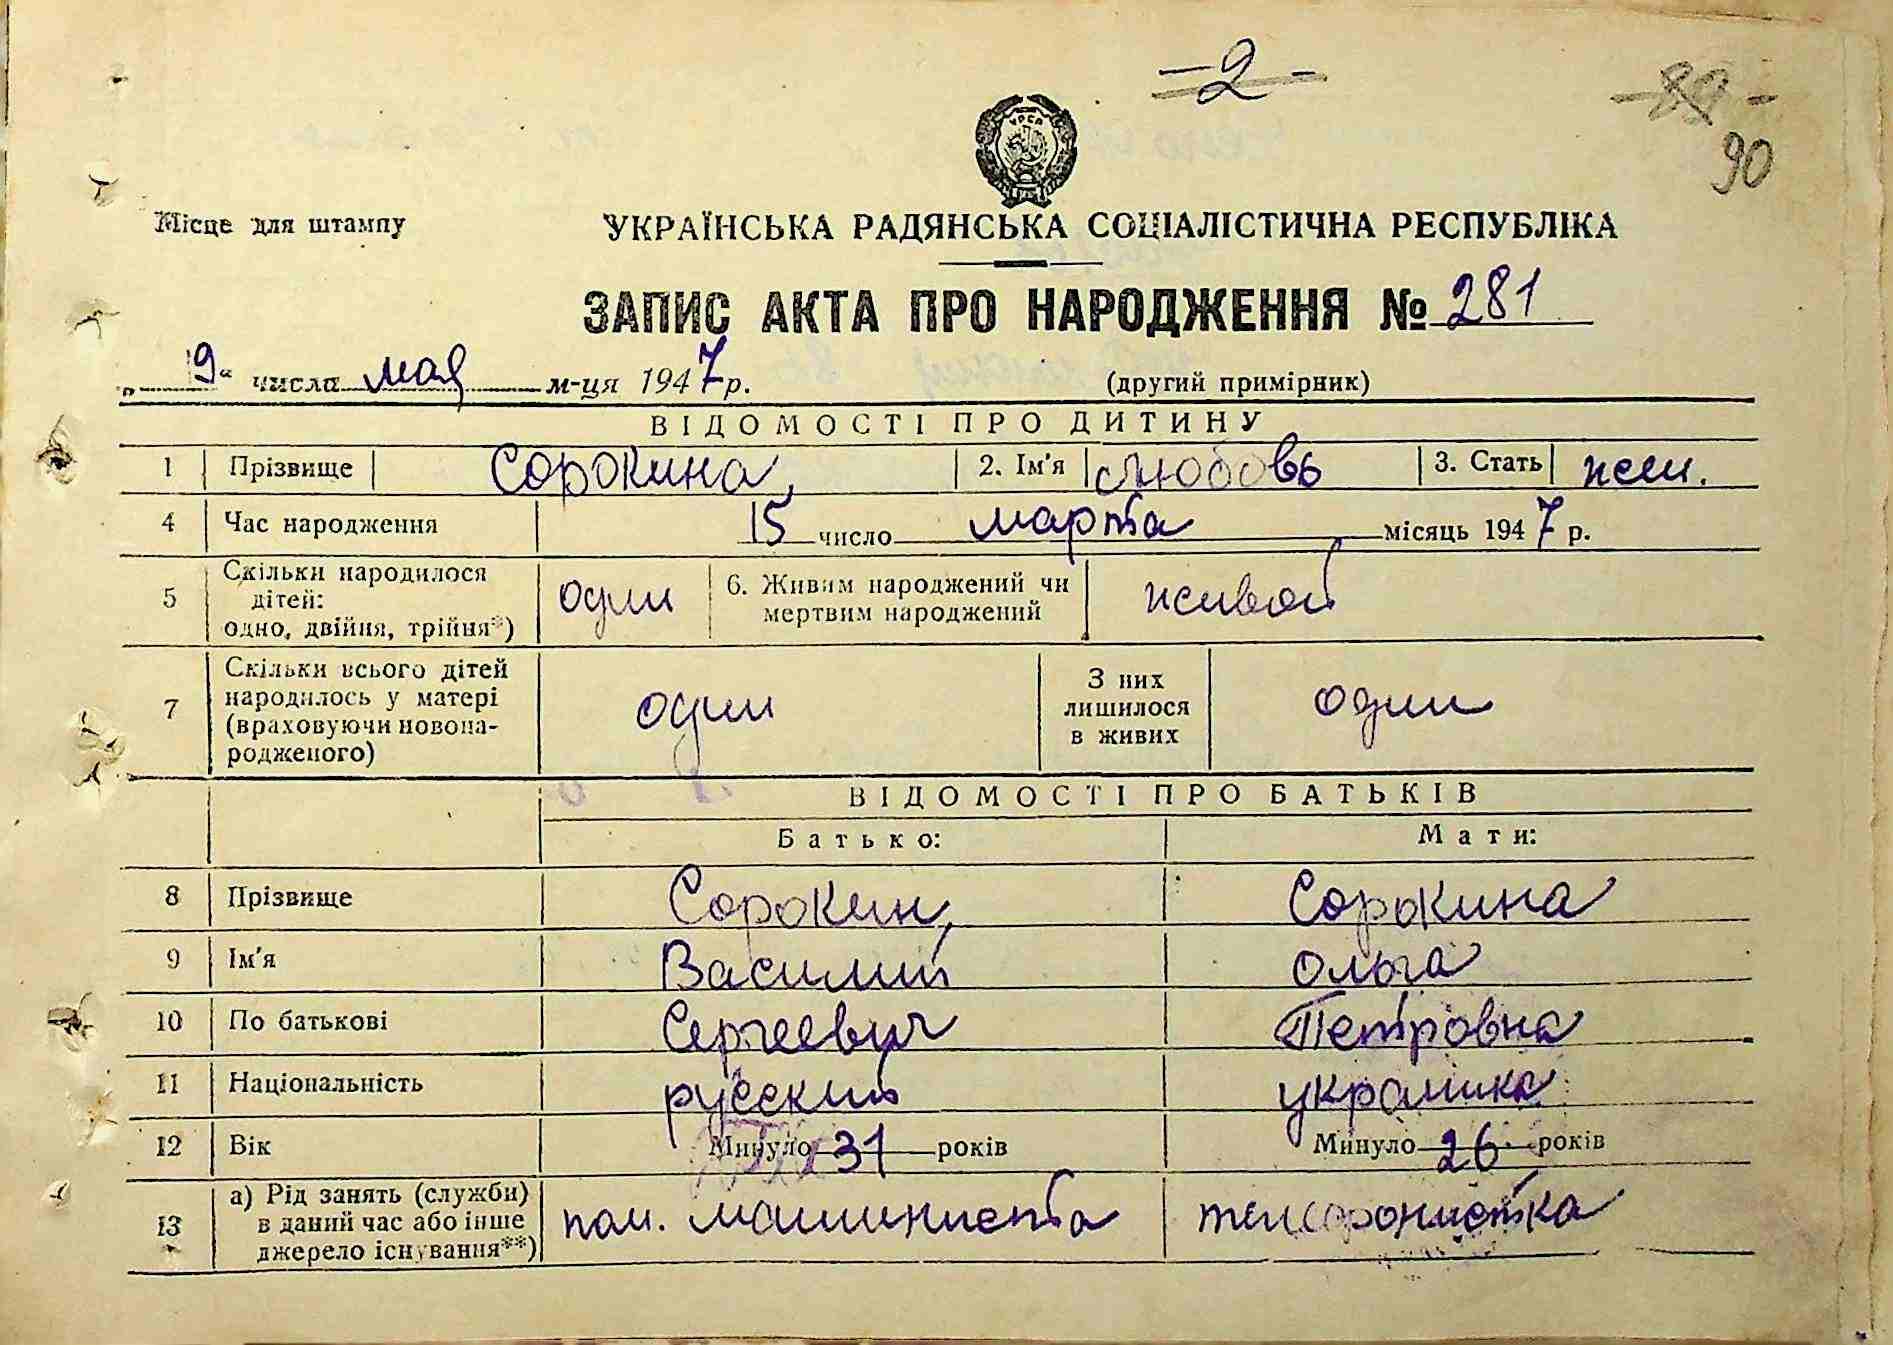 - 2 -
- 89 -
90
УРСР
Місце для штампу
УКРАЇНСЬКА РАДЯНСЬКА СОЦІАЛІСТИЧНА РЕСПУБЛІКА
ЗАПИС АКТА ПРО НАРОДЖЕННЯ № 281
„ 9 “ числа мая м-ця 1947 р. (другий примірник)
ВІДОМОСТІ ПРО ДИТИНУ
1 Прізвище Сорокина 2. Ім'я Любовь 3. Стать жен.
4 Час народження 15 число марта місяць 1947 р.
5 Скільки народилося дітей: одно, двійня, трійня*) один 6. Живим народжений чи мертвим народжений живой
7 Скільки всього дітей народилось у матері (враховуючи новонародженого) один З них лишилося в живих один
ВІДОМОСТІ ПРО БАТЬКІВ
Батько: Мати:
8 Прізвище Сорокин Сорокина
9 Ім'я Василий Ольга
10 По батькові Сергеевич Петровна
11 Національність русский украинка
12 Вік Минуло 31 років Минуло 26 років
13 а) Рід занять (служби) в даний час або інше джерело існування**) пом. машиниста телефонистка